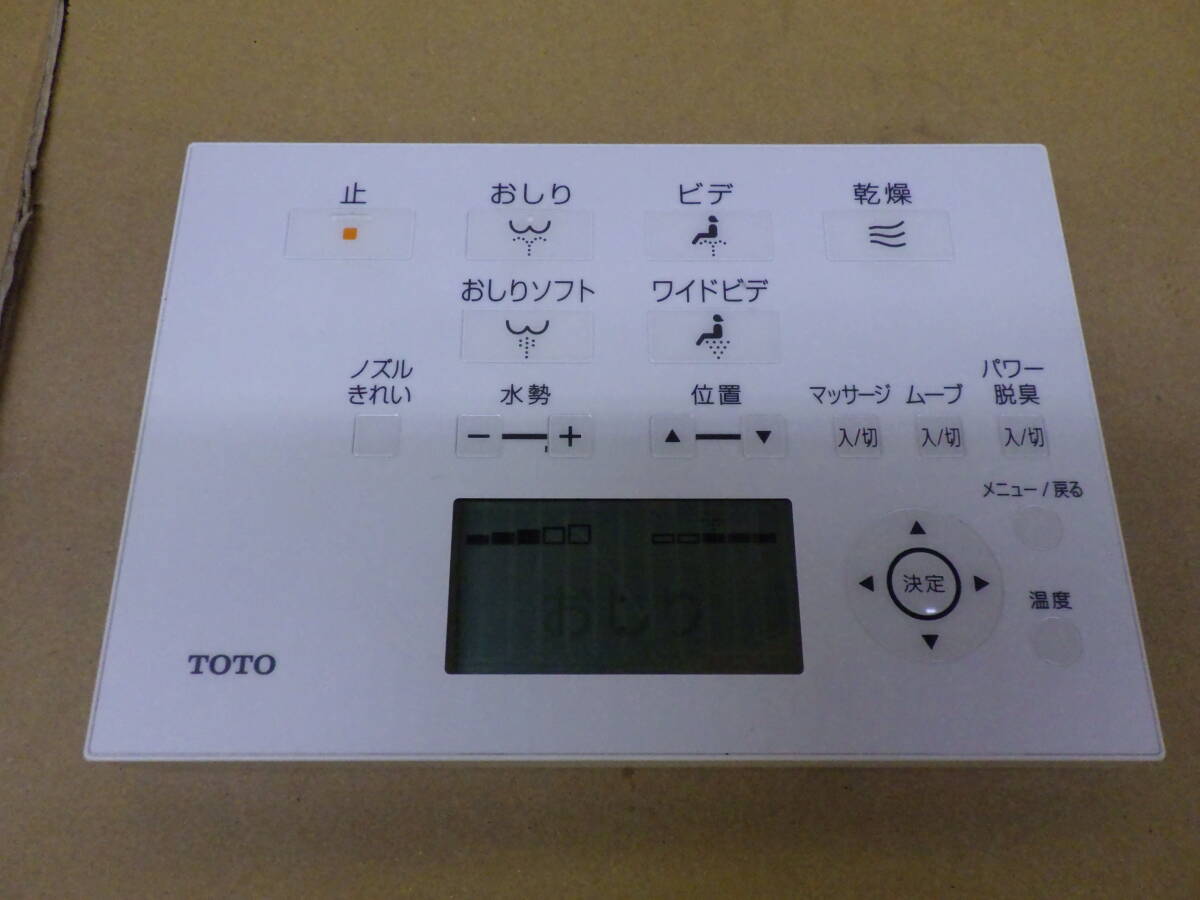 止
おしり
ビデ
乾燥
おしりソフト
ワイドビデ
ノズル
きれい
水勢
位置
マッサージ
ムーブ
パワー
脱臭
− +
▲ ▼
入/切
入/切
入/切
メニュー/戻る
おしり
決定
温度
TOTO